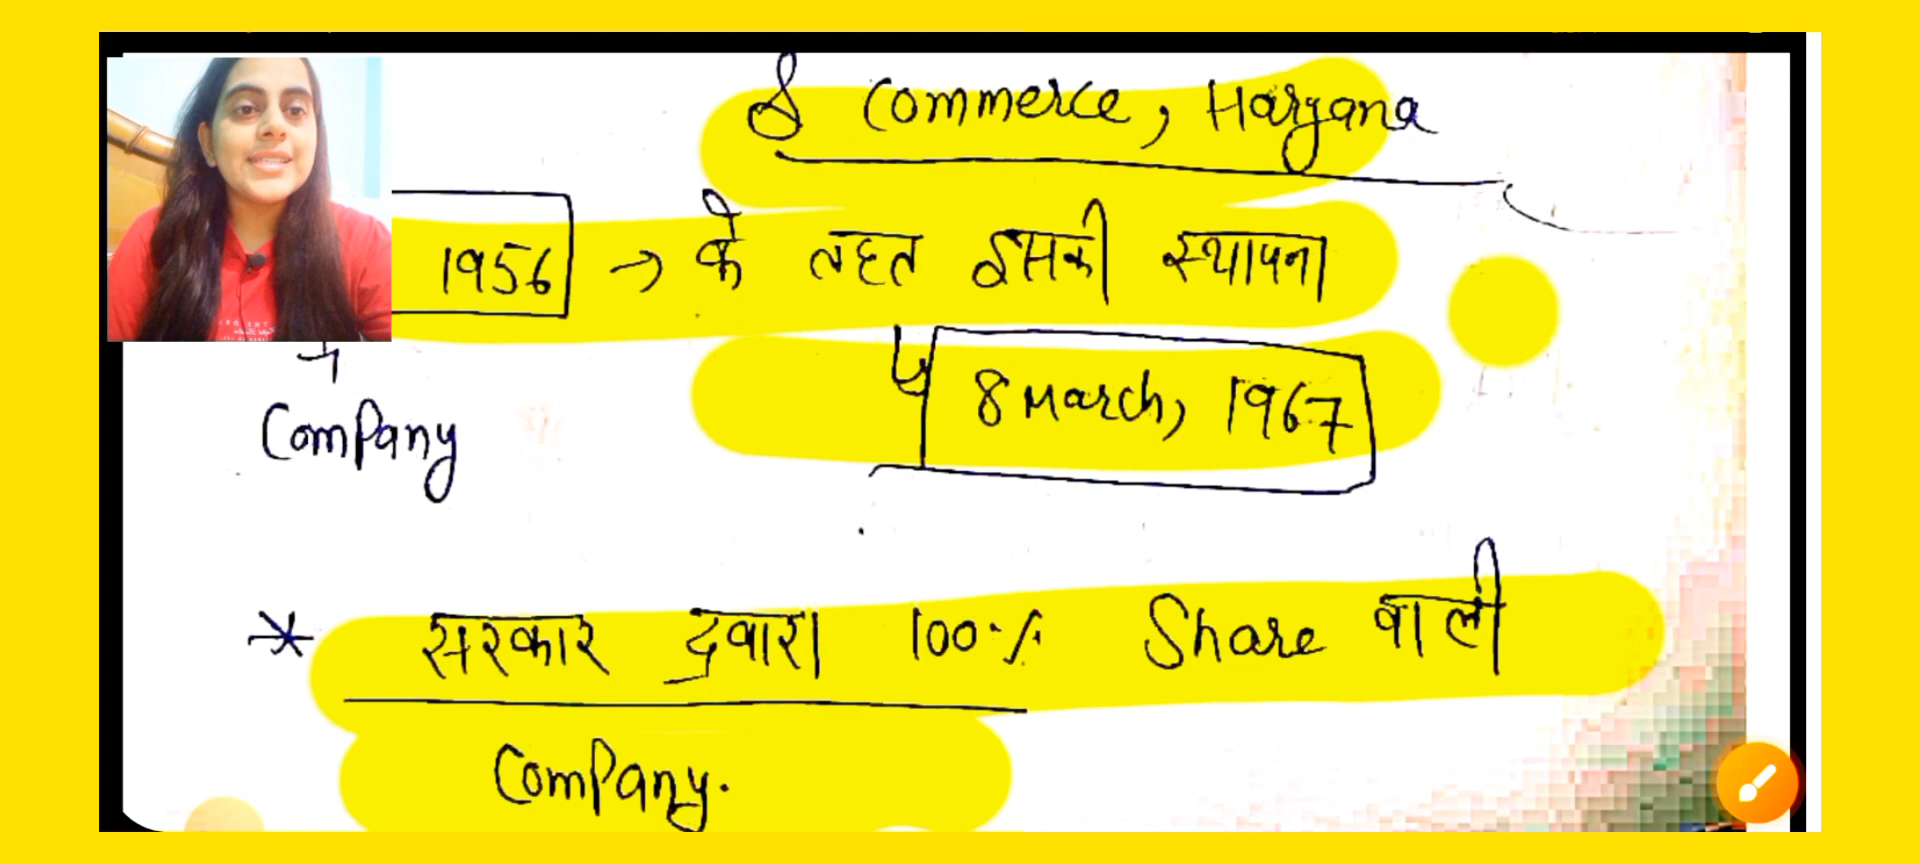 & Commerce, Haryana
1956 → के तहत इसकी स्थापना
8 March, 1967
Company
* सरकार द्वारा 100% Share वाली
Company.